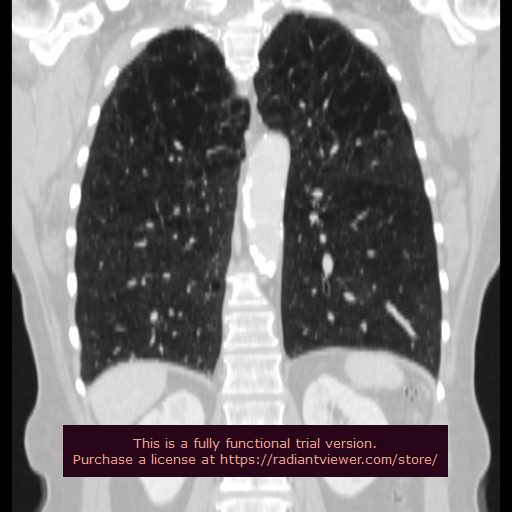 This is a fully functional trial version.
Purchase a license at https://radiantviewer.com/store/